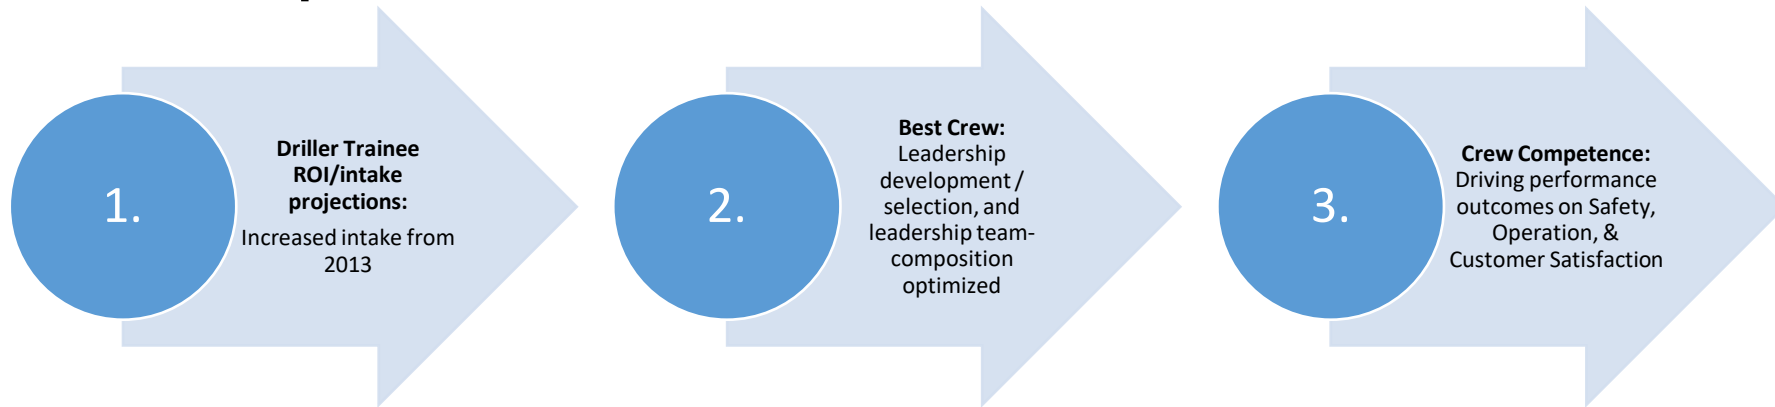 1.
Driller Trainee
ROI/intake
projections:
Increased intake from
2013
2.
Best Crew:
Leadership
development /
selection, and
leadership team-
composition
optimized
3.
Crew Competence:
Driving performance
outcomes on Safety,
Operation, &
Customer Satisfaction